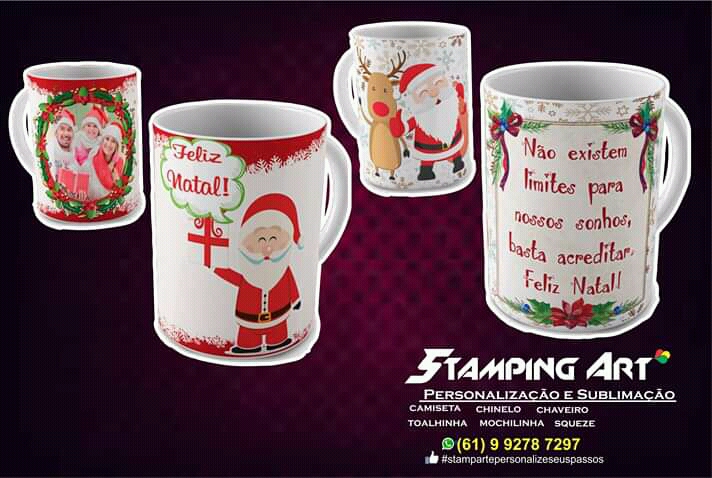 Feliz
Natal!
Não existem
limites para
nossos sonhos,
basta acreditar.
Feliz Natal!
STAMPING ART
PERSONALIZAÇÃO E SUBLIMAÇÃO
CAMISETA CHINELO CHAVEIRO
TOALHINHA MOCHILINHA SQUEZE
(61) 9 9278 7297
#stampartepersonalizeseuspassos